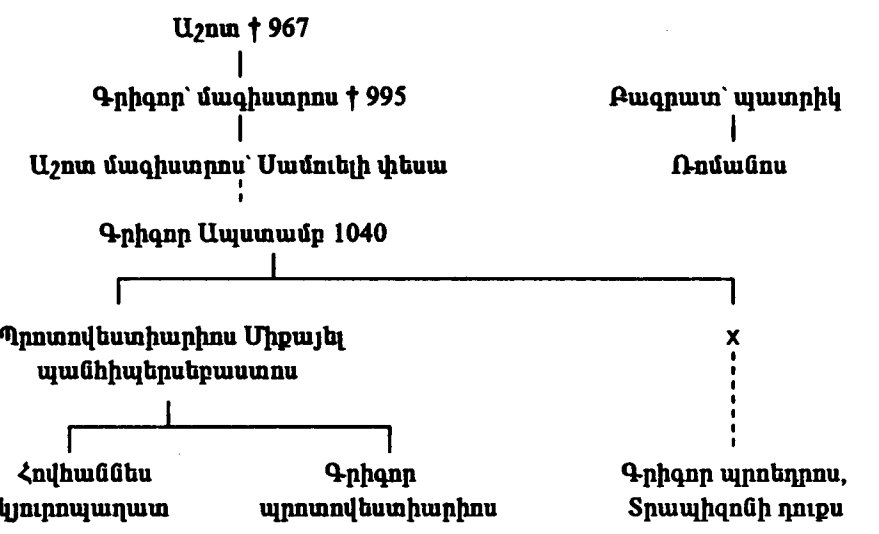 Աշոտ † 967
Գրիգոր՝ մագիստրոս † 995
Բագրատ՝ պատրիկ
Աշոտ մագիստրոս՝ Սամուելի փեսա
Ռոմանոս
Գրիգոր Ապստամբ 1040
Պրոտովեստիարիոս Միքայել
պանհիպերսեբաստոս
x
Հովհաննես
կյուրոպաղատ
Գրիգոր
պրոտովեստիարիոս
Գրիգոր պրոեդրոս,
Տրապիզոնի դուքս